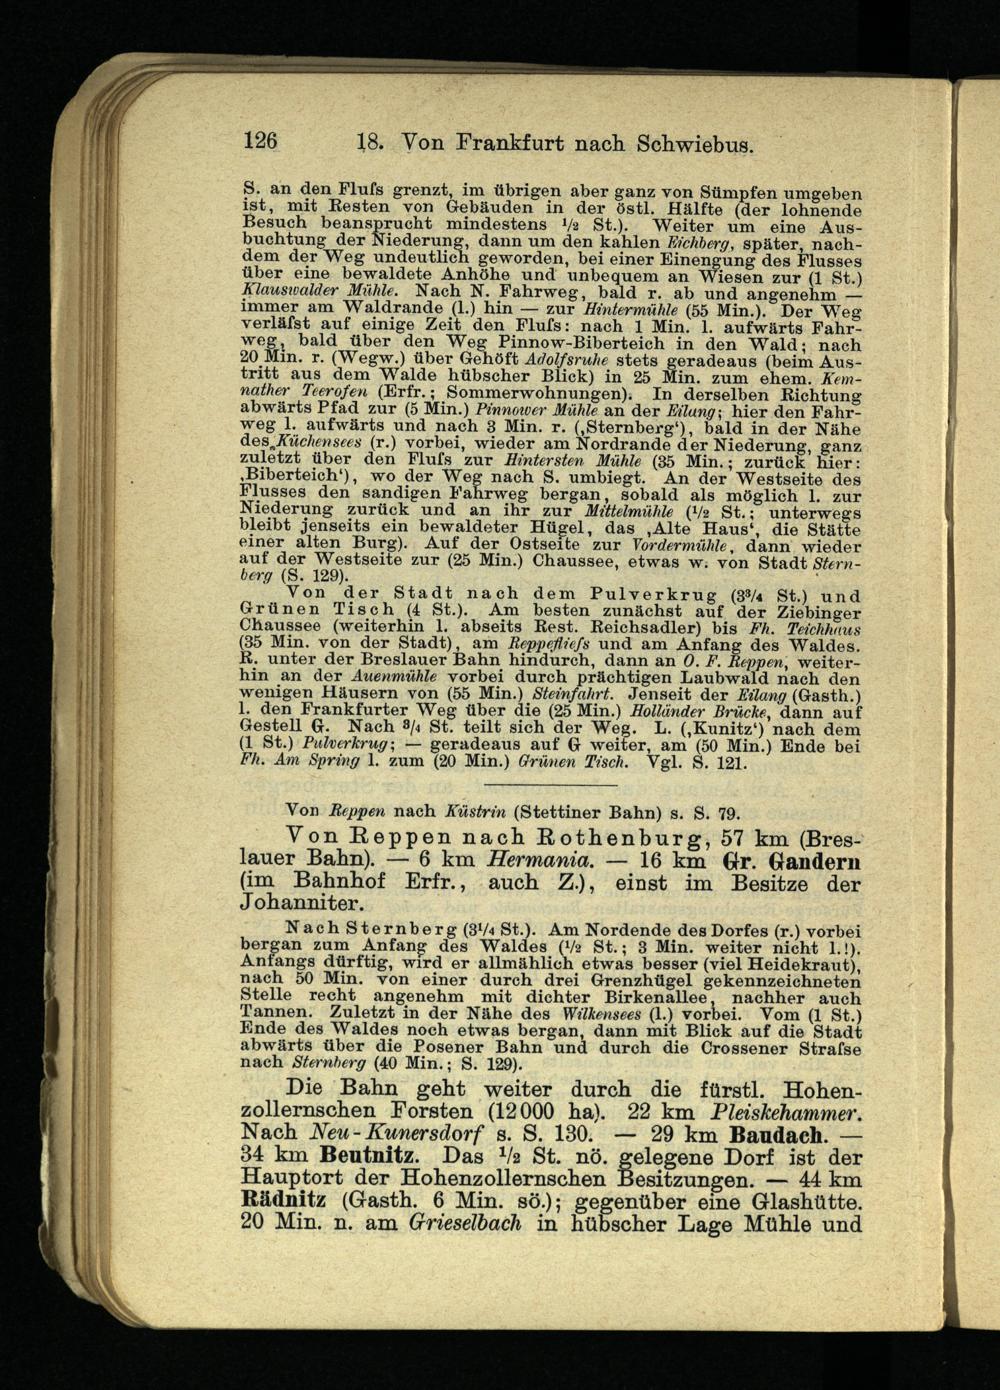 126 18. Von Frankfurt nach Schwiebus.
S. an den Fluſs grenzt, im übrigen aber ganz von Sümpfen umgeben
ist, mit Resten von Gebäuden in der östl. Hälfte (der lohnende
Besuch beansprucht mindestens ½ St.). Weiter um eine Aus-
buchtung der Niederung, dann um den kahlen Eichberg, später, nach-
dem der Weg undeutlich geworden, bei einer Einengung des Flusses
über eine bewaldete Anhöhe und unbequem an Wiesen zur (1 St.)
Klauswalder Mühle. Nach N. Fahrweg, bald r. ab und angenehm —
immer am Waldrande (l.) hin — zur Hintermühle (55 Min.). Der Weg
verläſst auf einige Zeit den Fluſs: nach 1 Min. l. aufwärts Fahr-
weg, bald über den Weg Pinnow-Biberteich in den Wald; nach
20 Min. r. (Wegw.) über Gehöft Adolfsruhe stets geradeaus (beim Aus-
tritt aus dem Walde hübscher Blick) in 25 Min. zum ehem. Kem-
nather Teerofen (Erfr.; Sommerwohnungen). In derselben Richtung
abwärts Pfad zur (5 Min.) Pinnower Mühle an der Eilang; hier den Fahr-
weg l. aufwärts und nach 3 Min. r. (‚Sternberg‘), bald in der Nähe
des Küchensees (r.) vorbei, wieder am Nordrande der Niederung, ganz
zuletzt über den Fluſs zur Hintersten Mühle (35 Min.; zurück hier:
‚Biberteich‘), wo der Weg nach S. umbiegt. An der Westseite des
Flusses den sandigen Fahrweg bergan, sobald als möglich l. zur
Niederung zurück und an ihr zur Mittelmühle (½ St.; unterwegs
bleibt jenseits ein bewaldeter Hügel, das ‚Alte Haus‘, die Stätte
einer alten Burg). Auf der Ostseite zur Vordermühle, dann wieder
auf der Westseite zur (25 Min.) Chaussee, etwas w. von Stadt Stern-
berg (S. 129).
Von der Stadt nach dem Pulverkrug (3¾ St.) und
Grünen Tisch (4 St.). Am besten zunächst auf der Ziebinger
Chaussee (weiterhin l. abseits Rest. Reichsadler) bis Fh. Teichhaus
(35 Min. von der Stadt), am Reppeflieſs und am Anfang des Waldes.
R. unter der Breslauer Bahn hindurch, dann an O. F. Reppen, weiter-
hin an der Auenmühle vorbei durch prächtigen Laubwald nach den
wenigen Häusern von (55 Min.) Steinfahrt. Jenseit der Eilang (Gasth.)
l. den Frankfurter Weg über die (25 Min.) Holländer Brücke, dann auf
Gestell G. Nach ¾ St. teilt sich der Weg. L. (‚Kunitz‘) nach dem
(1 St.) Pulverkrug; — geradeaus auf G weiter, am (50 Min.) Ende bei
Fh. Am Spring l. zum (20 Min.) Grünen Tisch. Vgl. S. 121.
Von Reppen nach Küstrin (Stettiner Bahn) s. S. 79.
Von Reppen nach Rothenburg, 57 km (Bres-
lauer Bahn). — 6 km Hermania. — 16 km Gr. Gandern
(im Bahnhof Erfr., auch Z.), einst im Besitze der
Johanniter.
Nach Sternberg (3¼ St.). Am Nordende des Dorfes (r.) vorbei
bergan zum Anfang des Waldes (½ St.; 3 Min. weiter nicht l.!).
Anfangs dürftig, wird er allmählich etwas besser (viel Heidekraut),
nach 50 Min. von einer durch drei Grenzhügel gekennzeichneten
Stelle recht angenehm mit dichter Birkenallee, nachher auch
Tannen. Zuletzt in der Nähe des Wilkensees (l.) vorbei. Vom (1 St.)
Ende des Waldes noch etwas bergan, dann mit Blick auf die Stadt
abwärts über die Posener Bahn und durch die Crossener Straſse
nach Sternberg (40 Min.; S. 129).
Die Bahn geht weiter durch die fürstl. Hohen-
zollernschen Forsten (12000 ha). 22 km Pleiskehammer.
Nach Neu-Kunersdorf s. S. 130. — 29 km Baudach. —
34 km Beutnitz. Das ½ St. nö. gelegene Dorf ist der
Hauptort der Hohenzollernschen Besitzungen. — 44 km
Rädnitz (Gasth. 6 Min. sö.); gegenüber eine Glashütte.
20 Min. n. am Grieselbach in hübscher Lage Mühle und